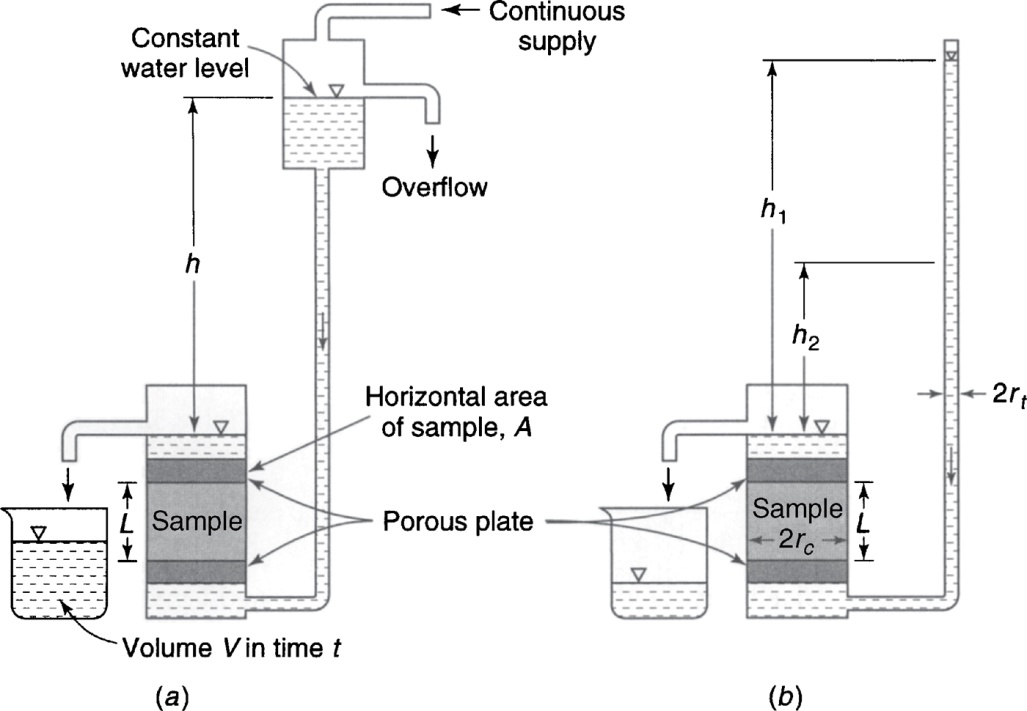 Continuous
supply
Constant
water level
Overflow
h
Horizontal area
of sample, A
L
Sample
Porous plate
Volume V in time t
(a)
h1
h2
2rt
Sample
2rc
L
(b)